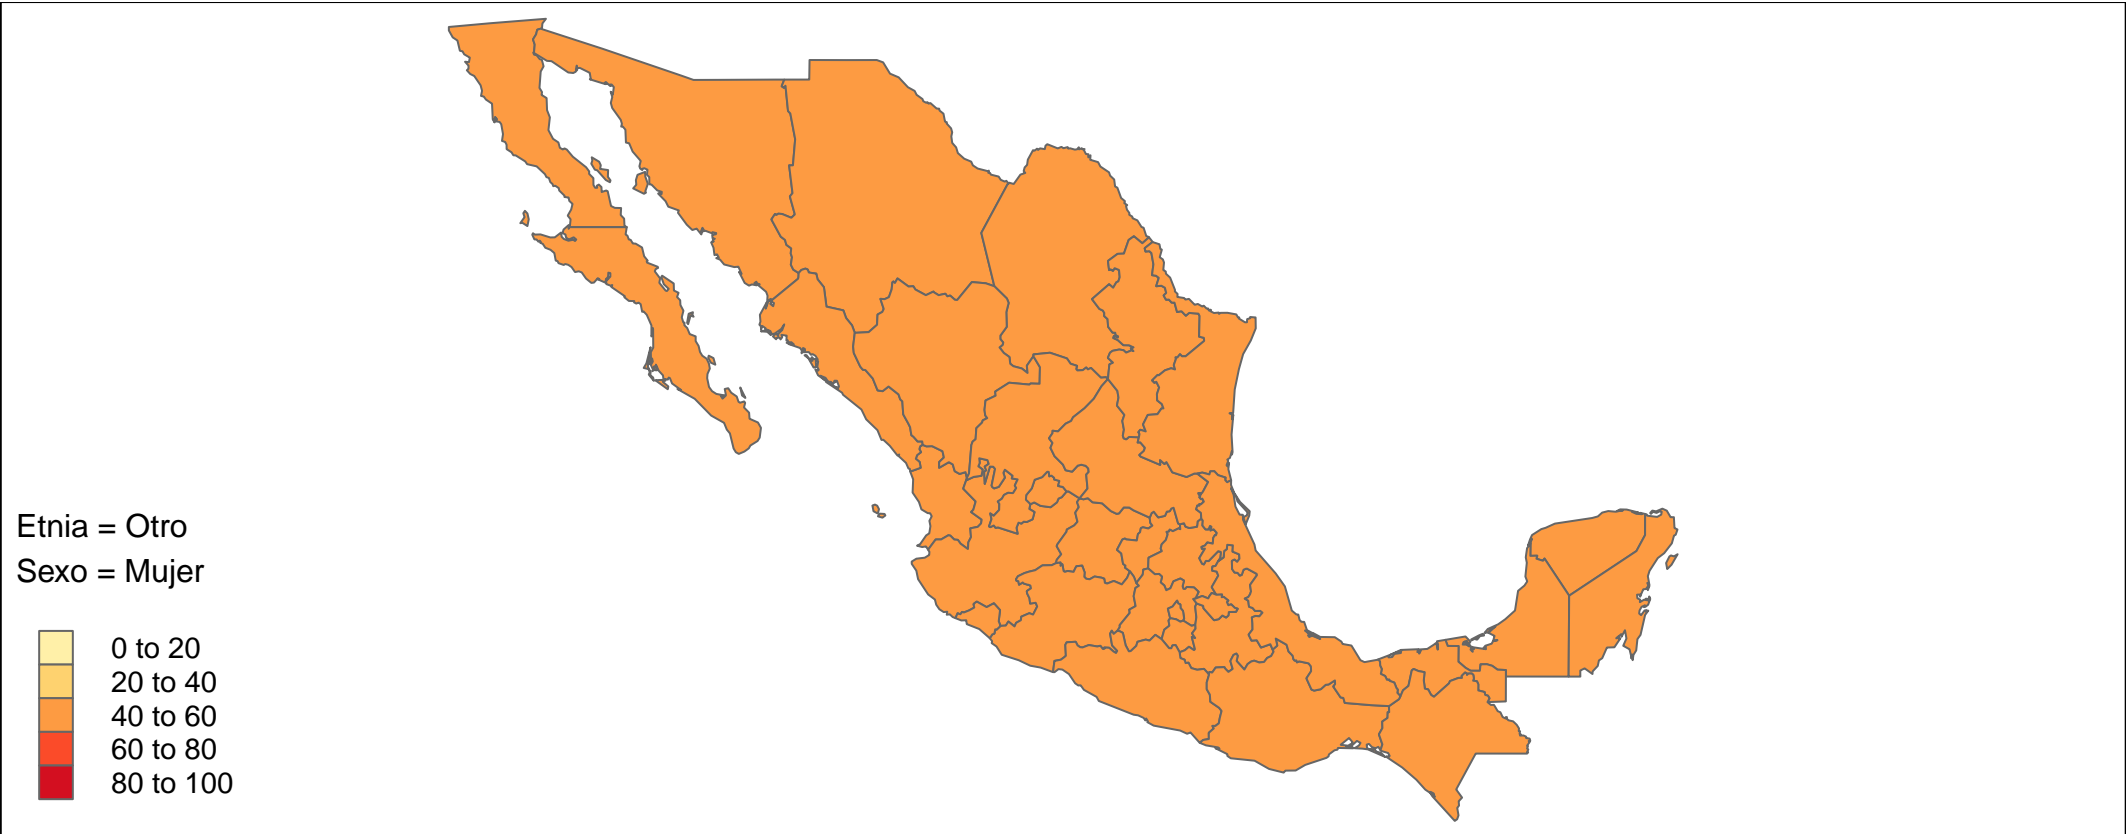 Etnia = Otro
Sexo = Mujer
0 to 20
20 to 40
40 to 60
60 to 80
80 to 100